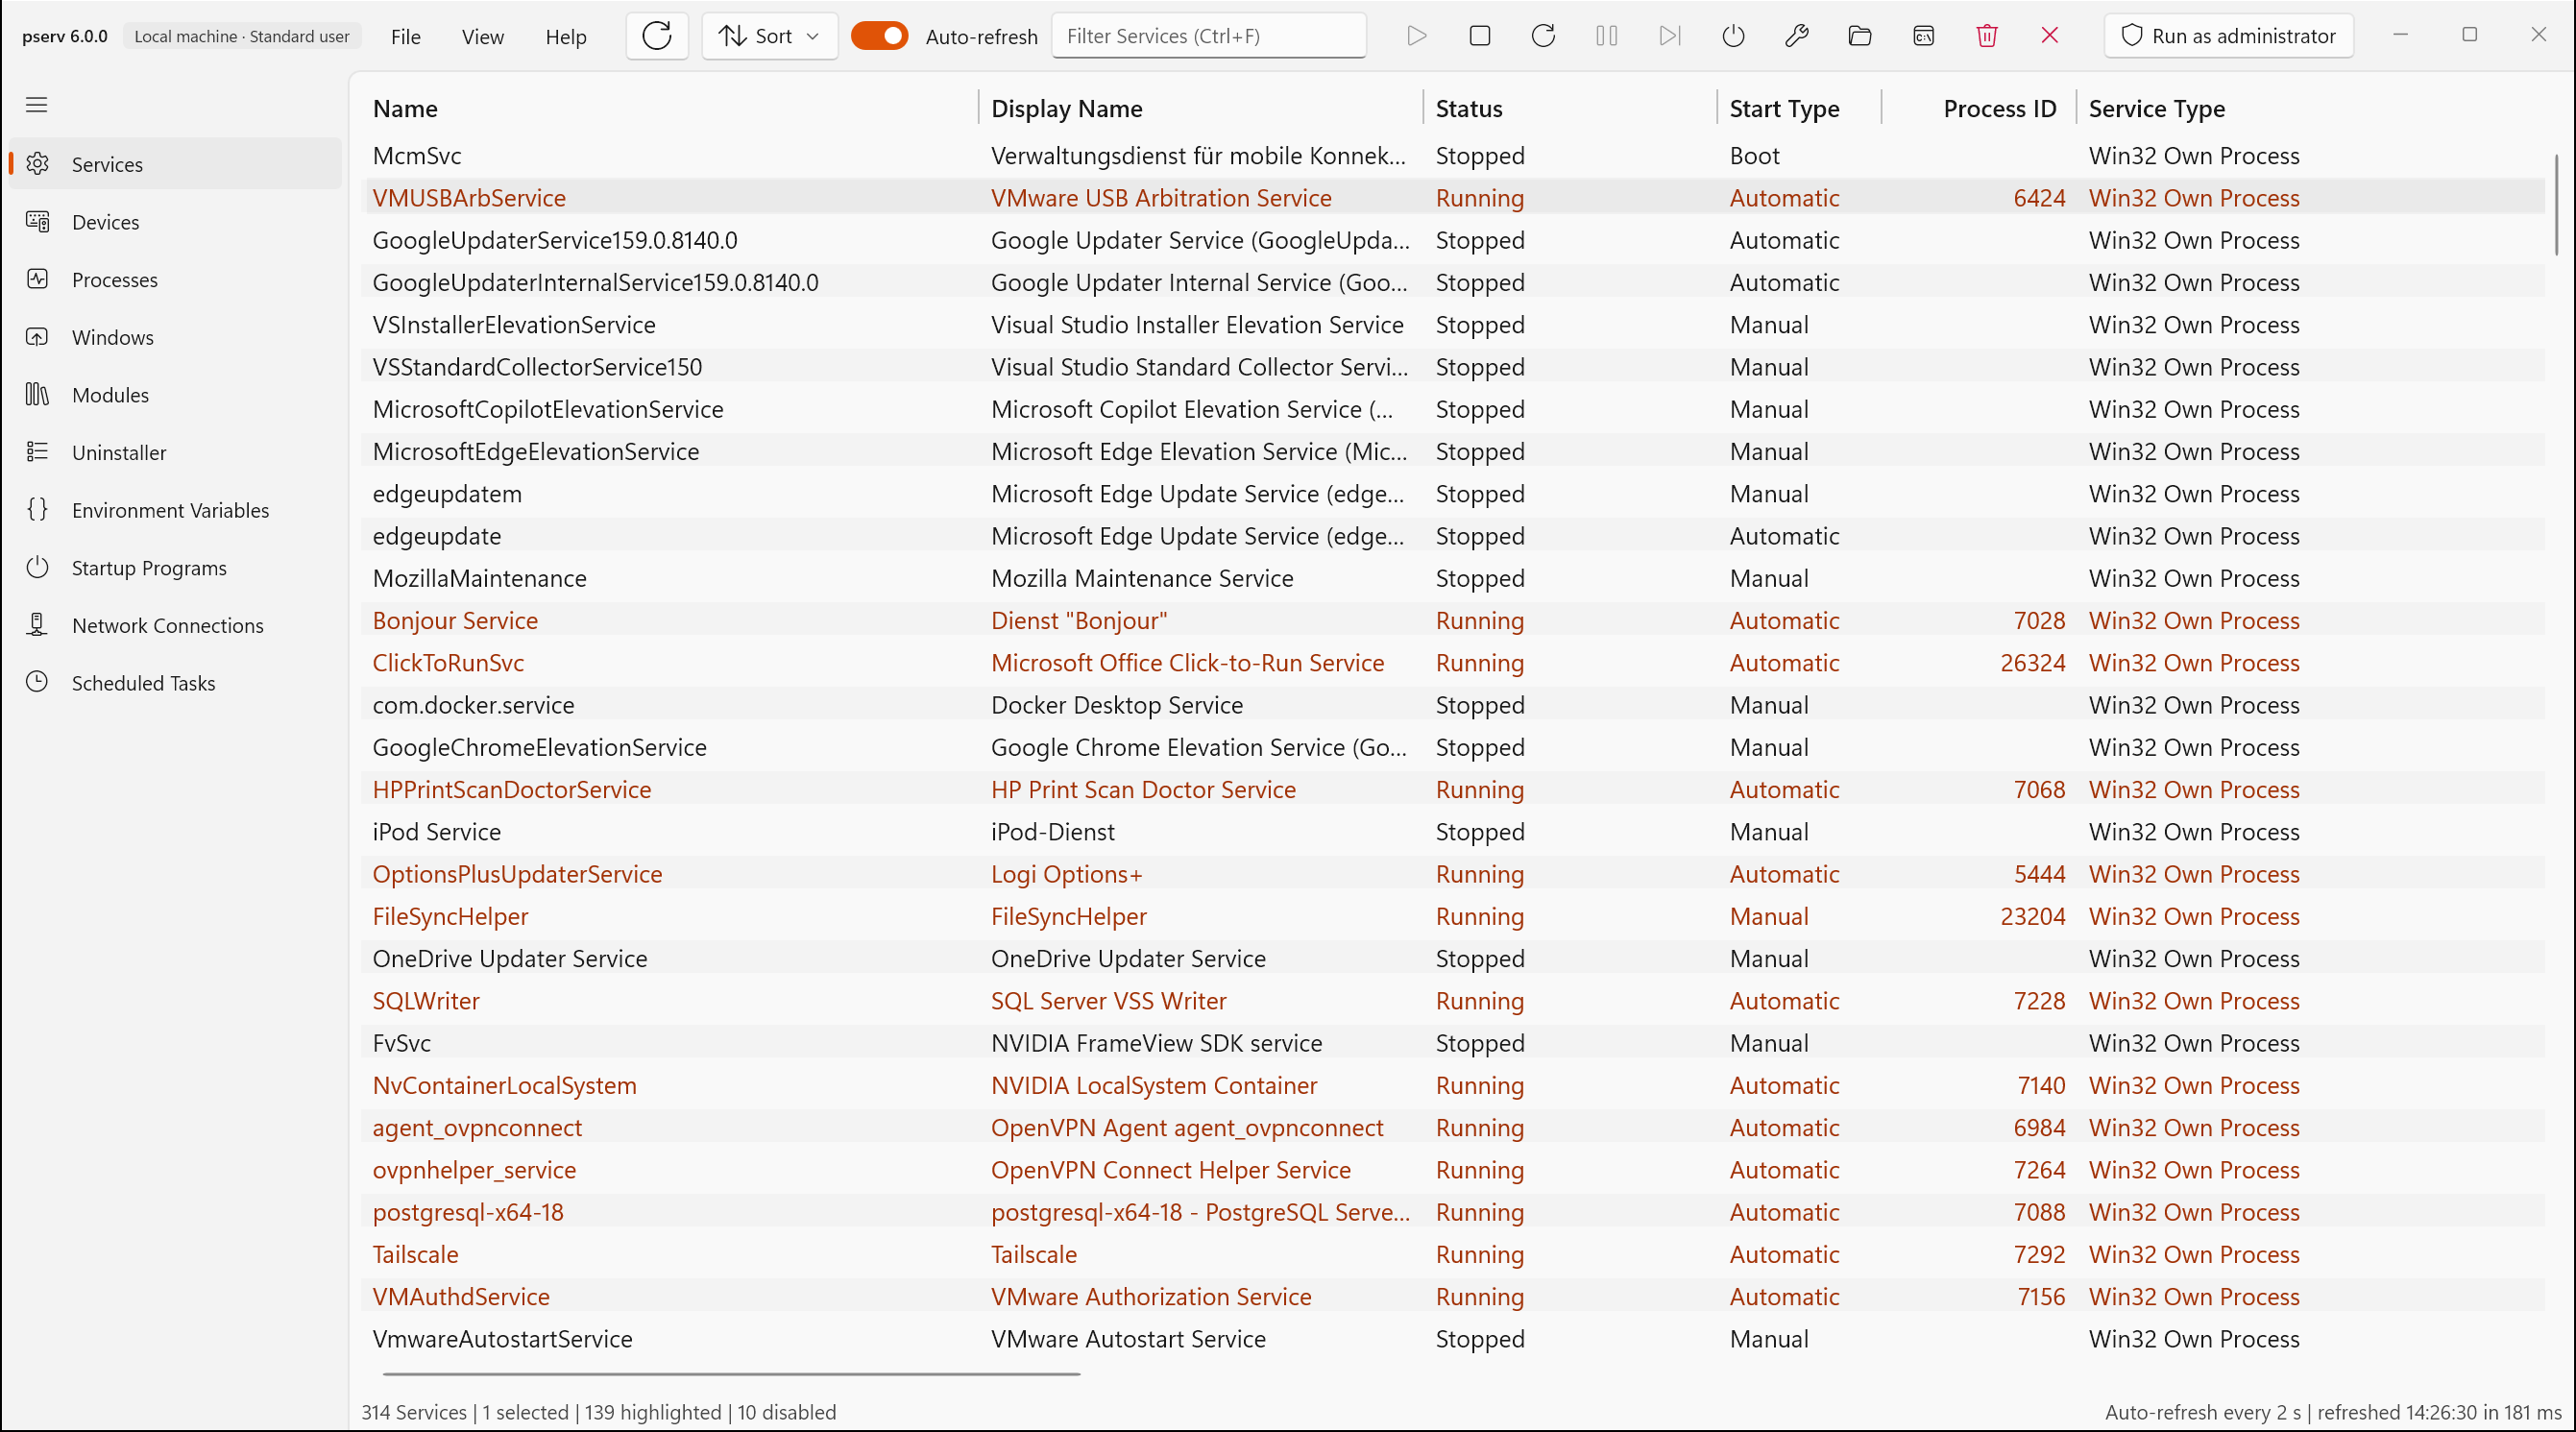 pserv 6.0.0 Local machine · Standard user File View Help Sort Auto-refresh Filter Services (Ctrl+F) Run as administrator
Services
Devices
Processes
Windows
Modules
Uninstaller
Environment Variables
Startup Programs
Network Connections
Scheduled Tasks
Name Display Name Status Start Type Process ID Service Type
McmSvc Verwaltungsdienst für mobile Konnek... Stopped Boot Win32 Own Process
VMUSBArbService VMware USB Arbitration Service Running Automatic 6424 Win32 Own Process
GoogleUpdaterService159.0.8140.0 Google Updater Service (GoogleUpda... Stopped Automatic Win32 Own Process
GoogleUpdaterInternalService159.0.8140.0 Google Updater Internal Service (Goo... Stopped Automatic Win32 Own Process
VSInstallerElevationService Visual Studio Installer Elevation Service Stopped Manual Win32 Own Process
VSStandardCollectorService150 Visual Studio Standard Collector Servi... Stopped Manual Win32 Own Process
MicrosoftCopilotElevationService Microsoft Copilot Elevation Service (... Stopped Manual Win32 Own Process
MicrosoftEdgeElevationService Microsoft Edge Elevation Service (Mic... Stopped Manual Win32 Own Process
edgeupdatem Microsoft Edge Update Service (edge... Stopped Manual Win32 Own Process
edgeupdate Microsoft Edge Update Service (edge... Stopped Automatic Win32 Own Process
MozillaMaintenance Mozilla Maintenance Service Stopped Manual Win32 Own Process
Bonjour Service Dienst "Bonjour" Running Automatic 7028 Win32 Own Process
ClickToRunSvc Microsoft Office Click-to-Run Service Running Automatic 26324 Win32 Own Process
com.docker.service Docker Desktop Service Stopped Manual Win32 Own Process
GoogleChromeElevationService Google Chrome Elevation Service (Go... Stopped Manual Win32 Own Process
HPPrintScanDoctorService HP Print Scan Doctor Service Running Automatic 7068 Win32 Own Process
iPod Service iPod-Dienst Stopped Manual Win32 Own Process
OptionsPlusUpdaterService Logi Options+ Running Automatic 5444 Win32 Own Process
FileSyncHelper FileSyncHelper Running Manual 23204 Win32 Own Process
OneDrive Updater Service OneDrive Updater Service Stopped Manual Win32 Own Process
SQLWriter SQL Server VSS Writer Running Automatic 7228 Win32 Own Process
FvSvc NVIDIA FrameView SDK service Stopped Manual Win32 Own Process
NvContainerLocalSystem NVIDIA LocalSystem Container Running Automatic 7140 Win32 Own Process
agent_ovpnconnect OpenVPN Agent agent_ovpnconnect Running Automatic 6984 Win32 Own Process
ovpnhelper_service OpenVPN Connect Helper Service Running Automatic 7264 Win32 Own Process
postgresql-x64-18 postgresql-x64-18 - PostgreSQL Serve... Running Automatic 7088 Win32 Own Process
Tailscale Tailscale Running Automatic 7292 Win32 Own Process
VMAuthdService VMware Authorization Service Running Automatic 7156 Win32 Own Process
VmwareAutostartService VMware Autostart Service Stopped Manual Win32 Own Process
314 Services | 1 selected | 139 highlighted | 10 disabled Auto-refresh every 2 s | refreshed 14:26:30 in 181 ms